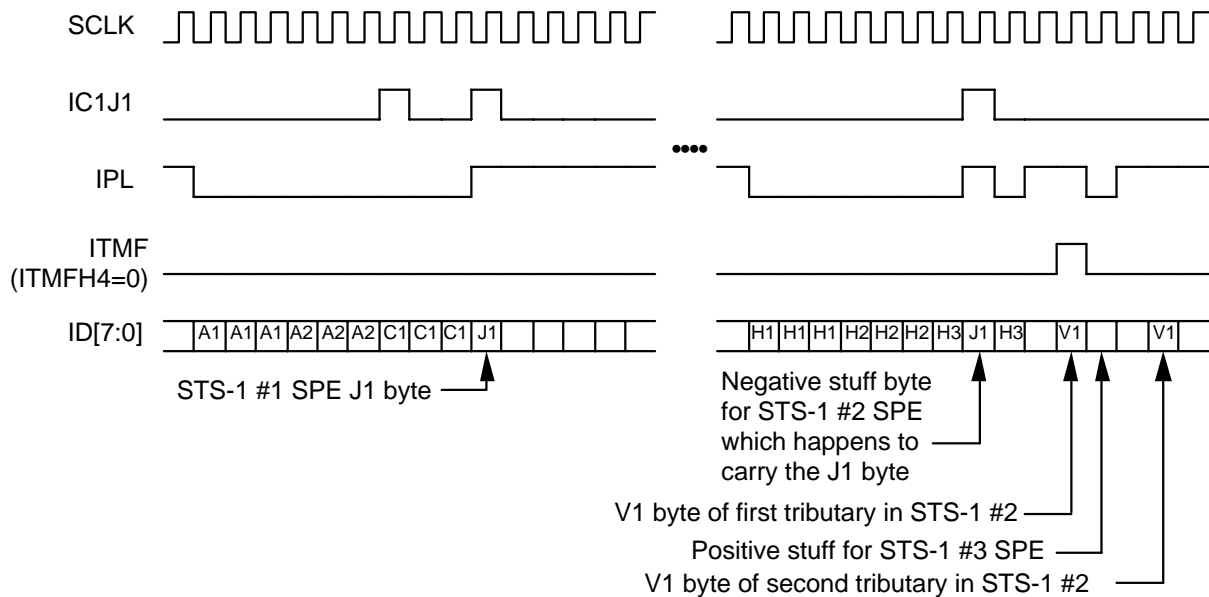 SCLK
IC1J1
IPL
ITMF
(ITMFH4=0)
ID[7:0] A1 A1 A1 A2 A2 A2 C1 C1 C1 J1 H1 H1 H1 H2 H2 H2 H3 J1 H3 V1 V1
STS-1 #1 SPE J1 byte
Negative stuff byte
for STS-1 #2 SPE
which happens to
carry the J1 byte
V1 byte of first tributary in STS-1 #2
Positive stuff for STS-1 #3 SPE
V1 byte of second tributary in STS-1 #2